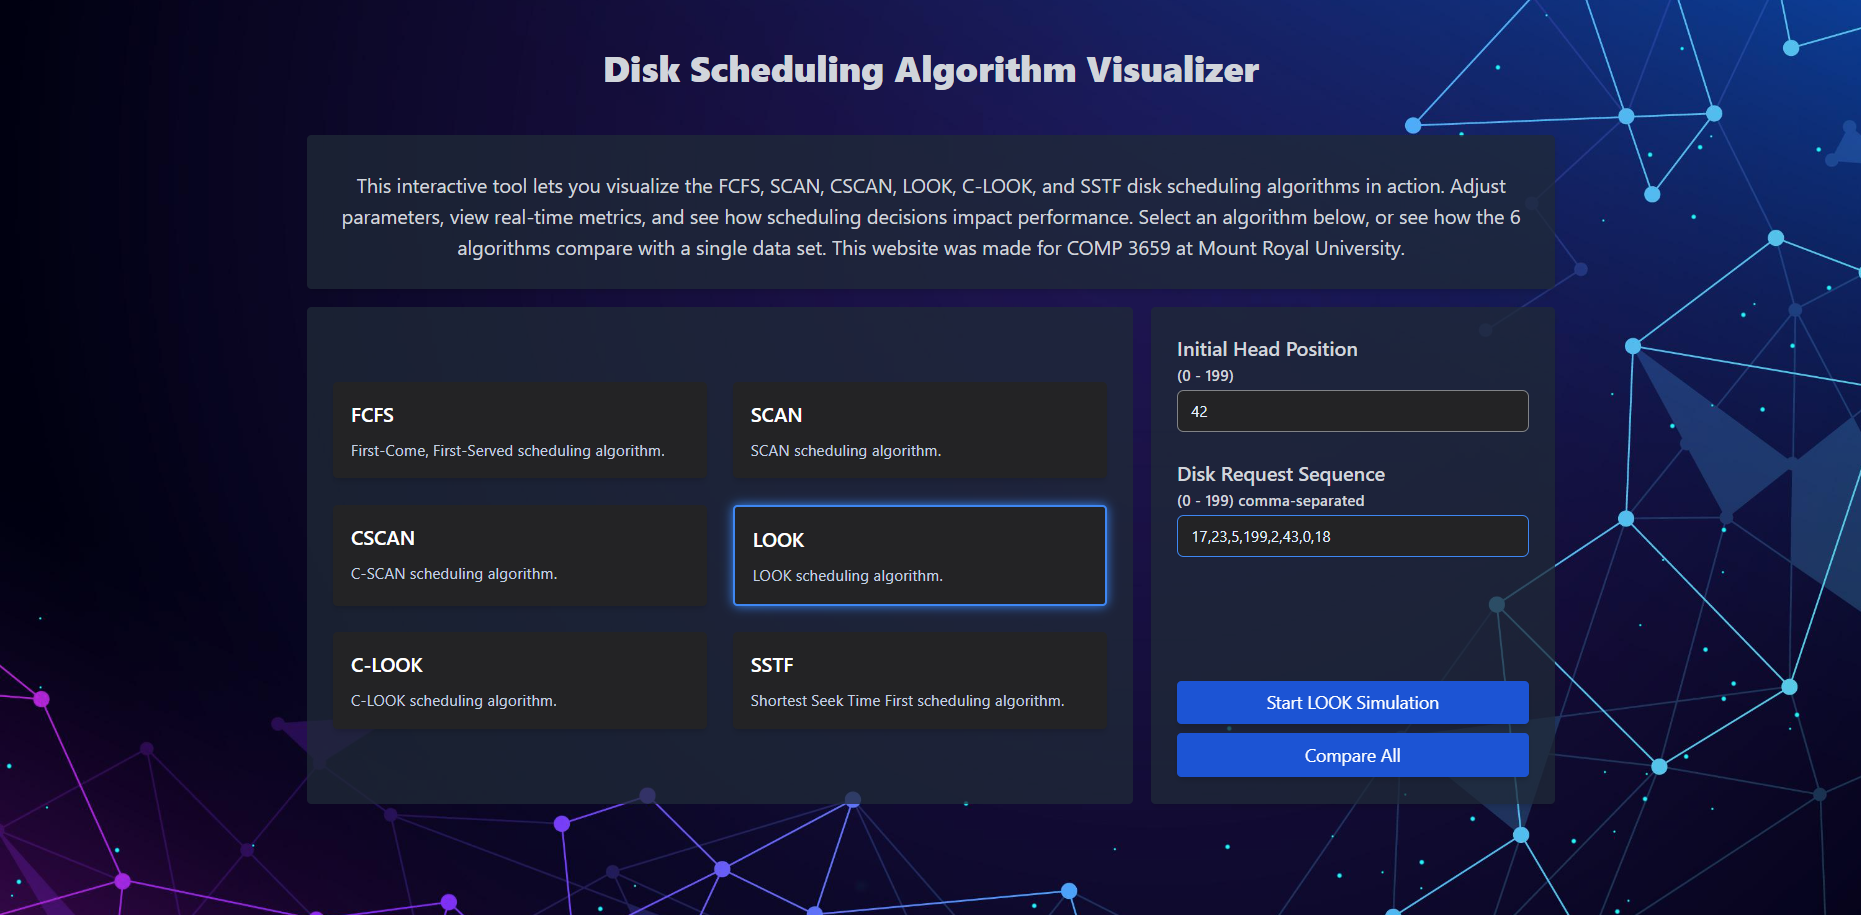 Disk Scheduling Algorithm Visualizer
This interactive tool lets you visualize the FCFS, SCAN, CSCAN, LOOK, C-LOOK, and SSTF disk scheduling algorithms in action. Adjust
parameters, view real-time metrics, and see how scheduling decisions impact performance. Select an algorithm below, or see how the 6
algorithms compare with a single data set. This website was made for COMP 3659 at Mount Royal University.
FCFS
First-Come, First-Served scheduling algorithm.
SCAN
SCAN scheduling algorithm.
CSCAN
C-SCAN scheduling algorithm.
LOOK
LOOK scheduling algorithm.
C-LOOK
C-LOOK scheduling algorithm.
SSTF
Shortest Seek Time First scheduling algorithm.
Initial Head Position
(0 - 199)
42
Disk Request Sequence
(0 - 199) comma-separated
17,23,5,199,2,43,0,18
Start LOOK Simulation
Compare All